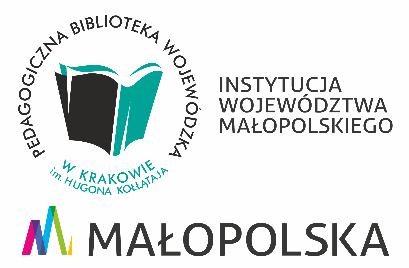 PEDAGOGICZNA BIBLIOTEKA WOJEWÓDZKA
W KRAKOWIE
im. HUGONA KOŁŁĄTAJA
INSTYTUCJA
WOJEWÓDZTWA
MAŁOPOLSKIEGO
MAŁOPOLSKA